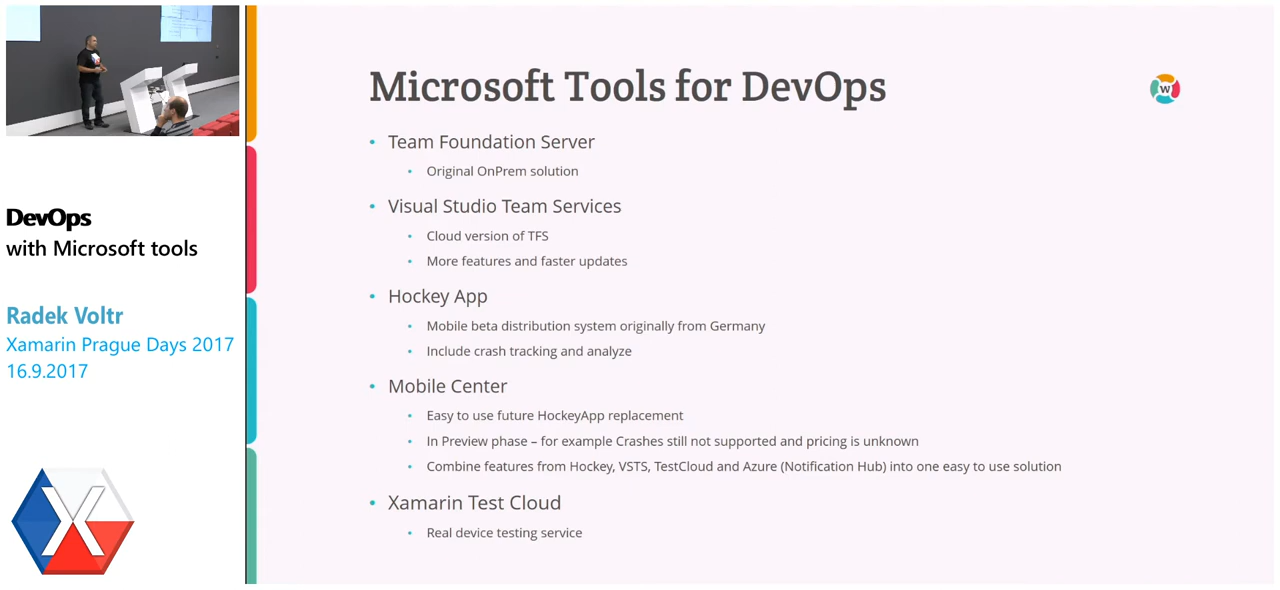 DevOps
with Microsoft tools
Radek Voltr
Xamarin Prague Days 2017
16.9.2017
X
Microsoft Tools for DevOps
W
• Team Foundation Server
• Original OnPrem solution
• Visual Studio Team Services
• Cloud version of TFS
• More features and faster updates
• Hockey App
• Mobile beta distribution system originally from Germany
• Include crash tracking and analyze
• Mobile Center
• Easy to use future HockeyApp replacement
• In Preview phase – for example Crashes still not supported and pricing is unknown
• Combine features from Hockey, VSTS, TestCloud and Azure (Notification Hub) into one easy to use solution
• Xamarin Test Cloud
• Real device testing service